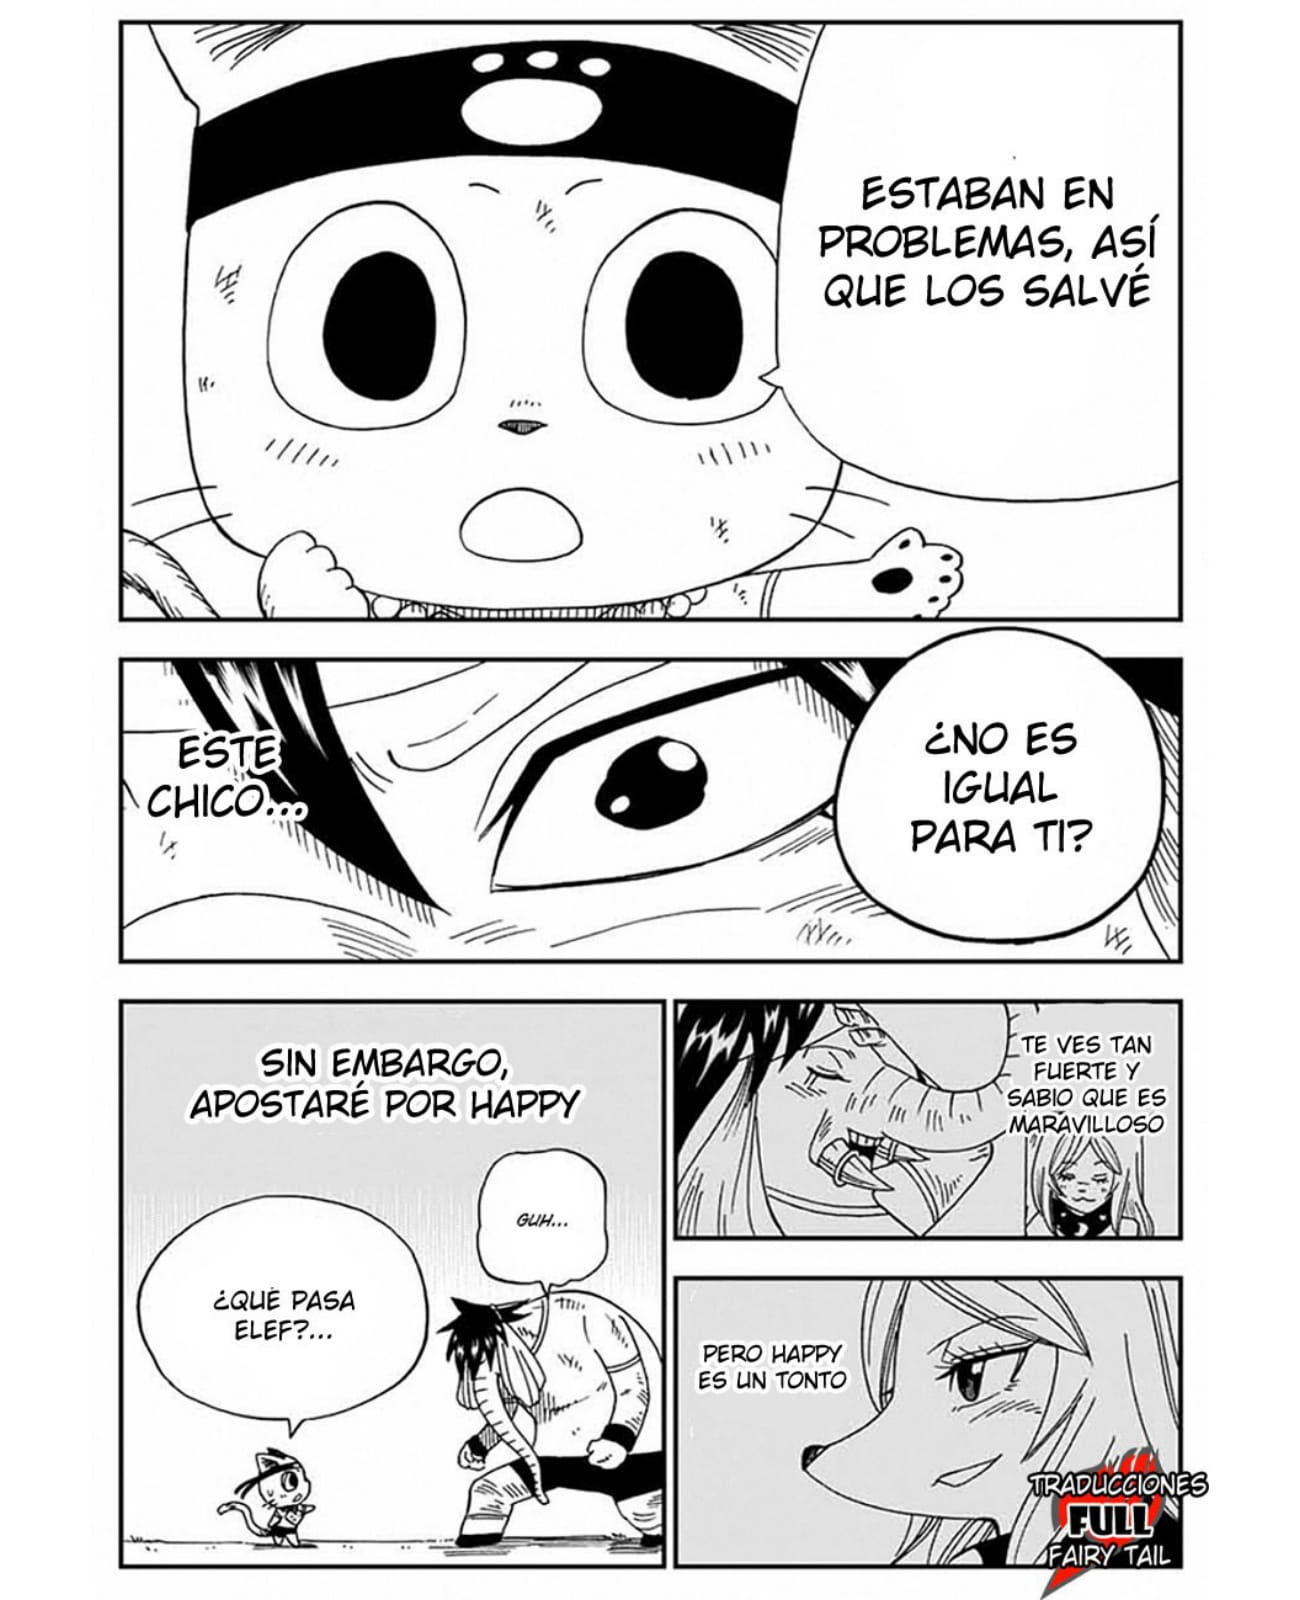 ESTABAN EN
PROBLEMAS, ASÍ
QUE LOS SALVÉ
ESTE
CHICO...
¿NO ES
IGUAL
PARA TI?
SIN EMBARGO,
APOSTARÉ POR HAPPY
GUH...
¿QUÉ PASA
ELEF?...
TE VES TAN
FUERTE Y
SABIO QUE ES
MARAVILLOSO
PERO HAPPY
ES UN TONTO
TRADUCCIONES
FULL
FAIRY TAIL